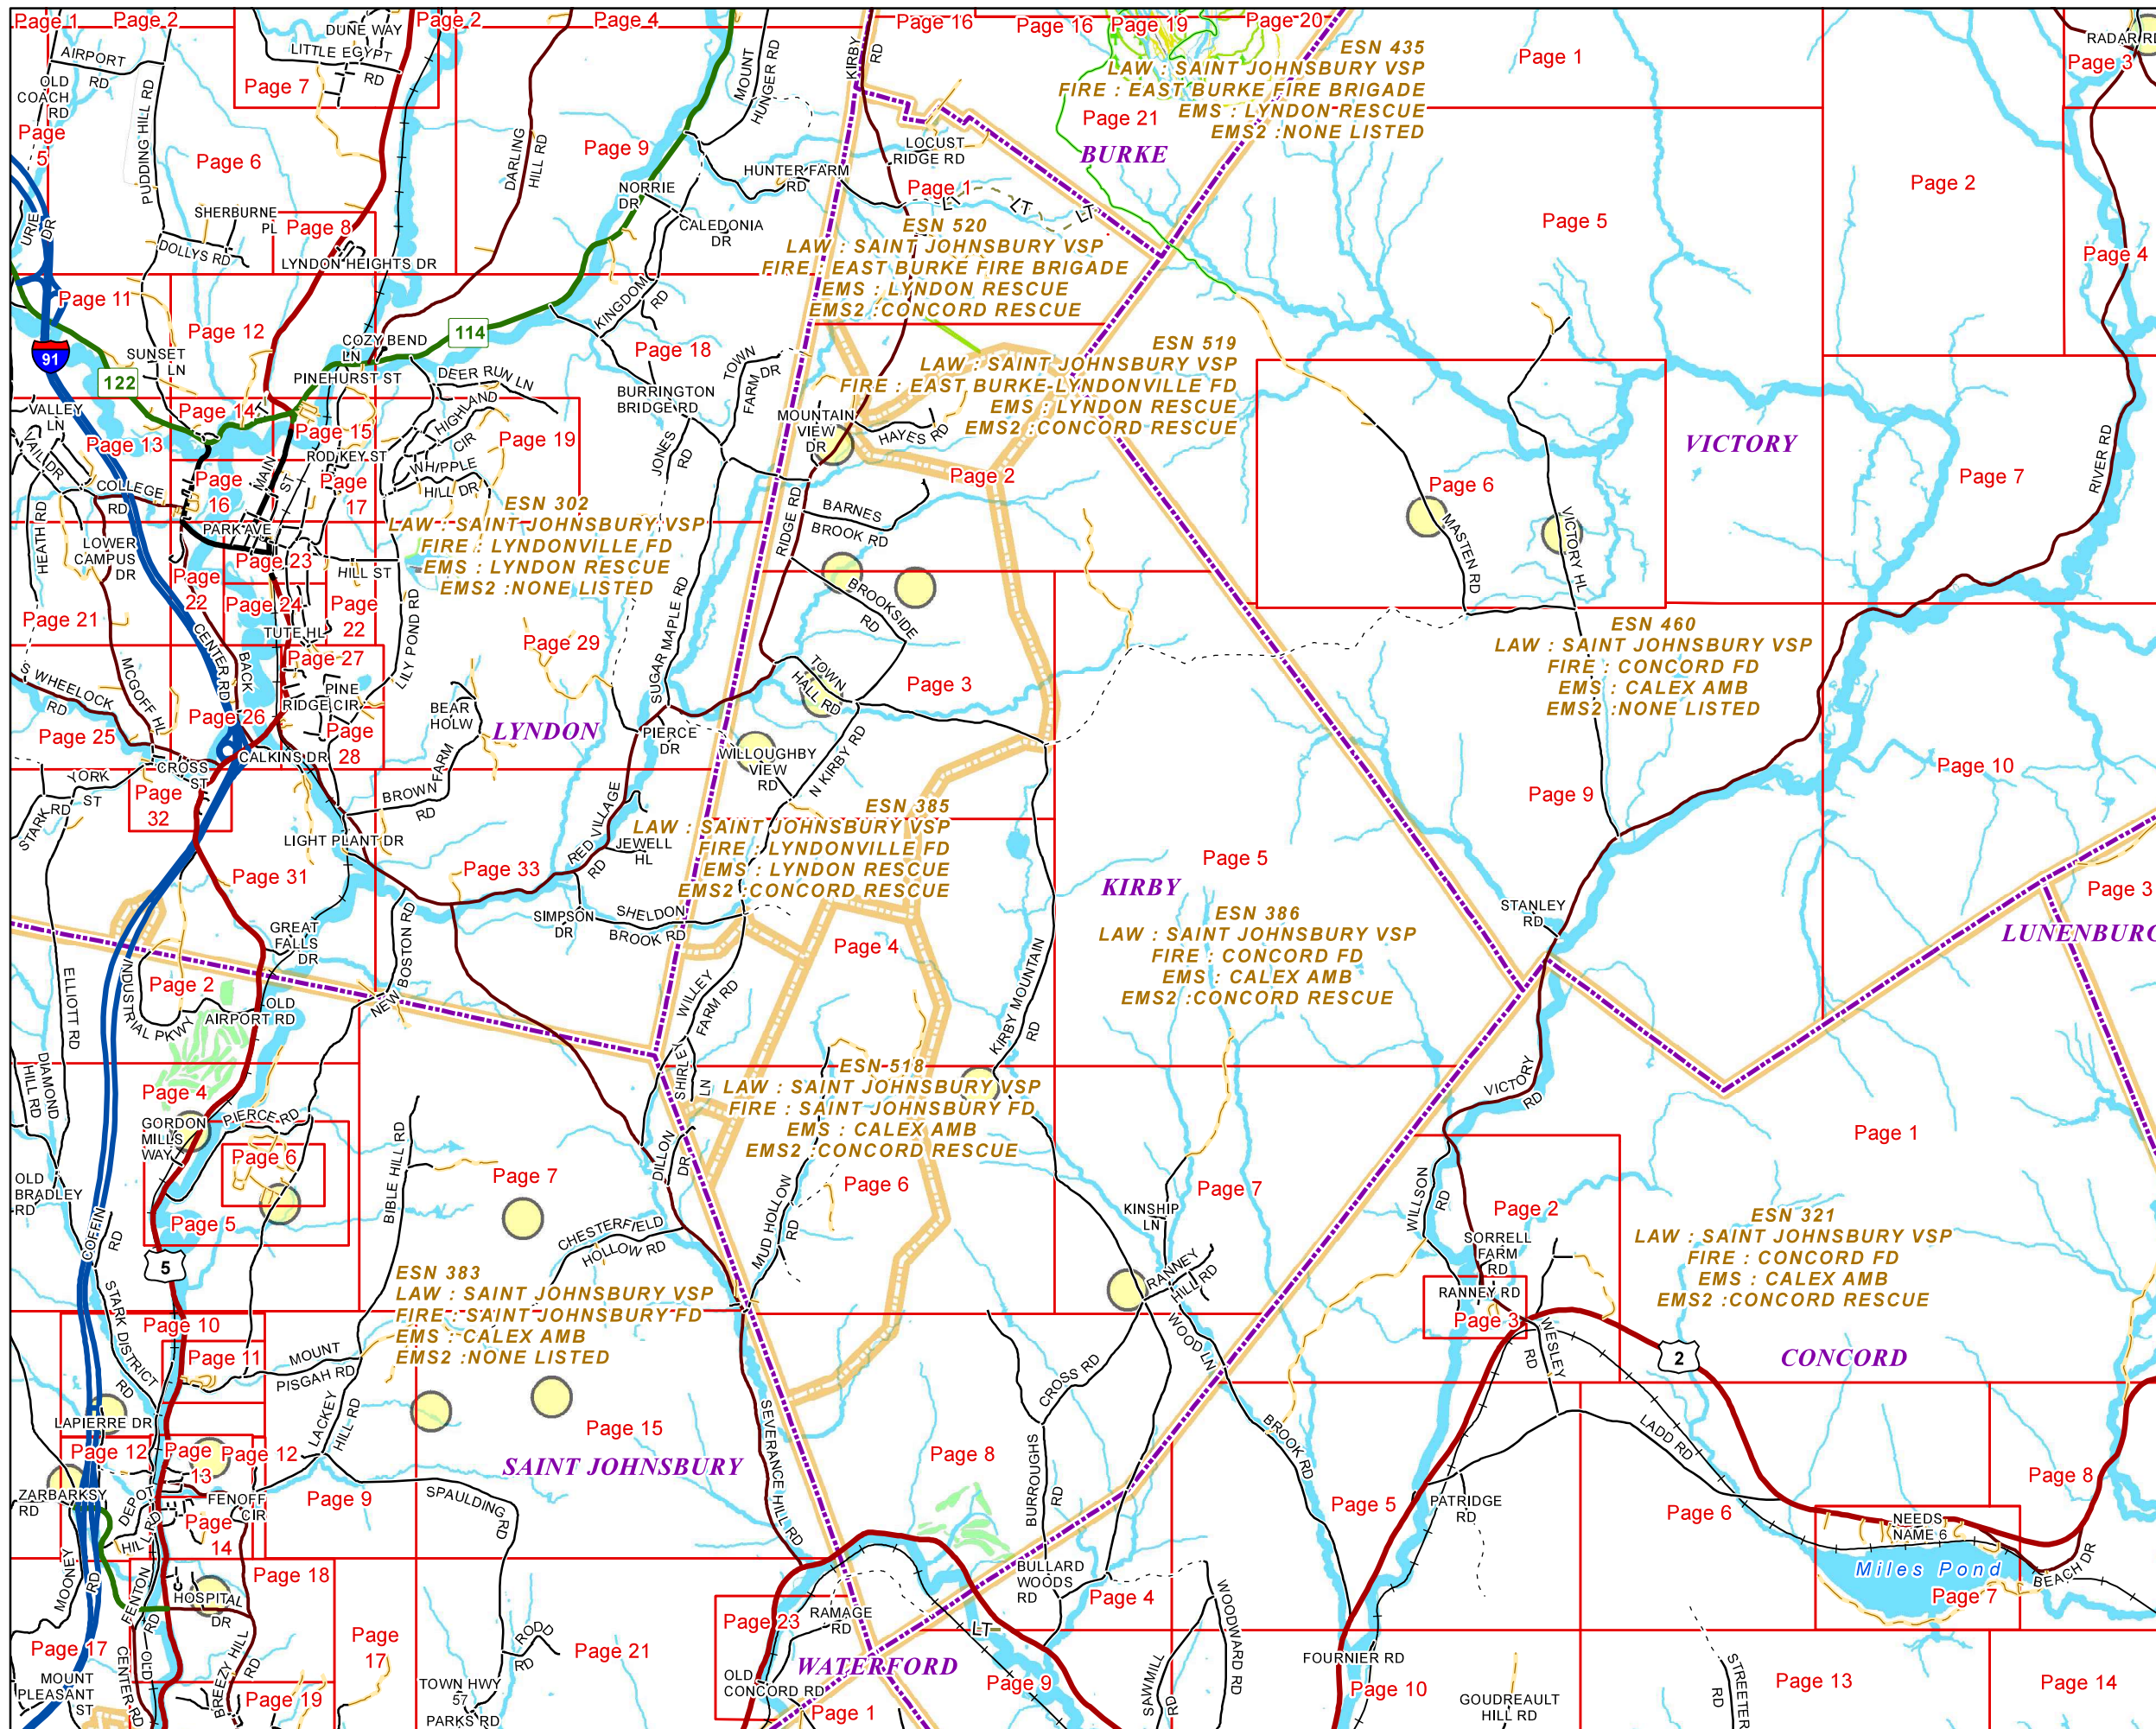 Page 1
Page 2
DUNE WAY
Page 2
Page 4
Page 16
Page 16
Page 19
Page 20
LITTLE EGYPT
RD
AIRPORT
RD
OLD
COACH
RD
Page
5
PUDDING HILL RD
Page 7
Page 6
DARLING
HILL RD
Page 9
MOUNT
HUNGER RD
KIRBY
RD
ESN 435
LAW : SAINT JOHNSBURY VSP
FIRE : EAST BURKE FIRE BRIGADE
EMS : LYNDON RESCUE
EMS2 :NONE LISTED
Page 21
BURKE
Page 1
RADAR RD
Page 3
Page 2
Page 4
Page 5
LOCUST
RIDGE RD
HUNTER FARM
RD
Page 1
LT
LT
NORRIE
DR
CALEDONIA
DR
URIE
DR
SHERBURNE
PL
DOLLYS RD
Page 8
LYNDON HEIGHTS DR
ESN 520
LAW : SAINT JOHNSBURY VSP
FIRE : EAST BURKE FIRE BRIGADE
EMS : LYNDON RESCUE
EMS2 :CONCORD RESCUE
Page 11
Page 12
91
122
114
KINGDOM
RD
SUNSET
LN
COZY BEND
LN
PINEHURST ST
DEER RUN LN
Page 18
TOWN
FARM DR
BURRINGTON
BRIDGE RD
ESN 519
LAW : SAINT JOHNSBURY VSP
FIRE : EAST BURKE-LYNDONVILLE FD
EMS : LYNDON RESCUE
EMS2 :CONCORD RESCUE
VALLEY
LN
VAIL DR
Page 14
Page 13
Page 15
HIGHLAND
CIR
Page 19
ROD KEY ST
WHIPPLE
HILL DR
MOUNTAIN
VIEW
DR
HAYES RD
JONES
RD
Page 2
VICTORY
Page 6
Page 7
RIVER RD
COLLEGE
RD
Page
16
MAIN
ST
Page
17
PARK AVE
HEATH RD
LOWER
CAMPUS
DR
Page 23
HILL ST
ESN 302
LAW : SAINT JOHNSBURY VSP
FIRE : LYNDONVILLE FD
EMS : LYNDON RESCUE
EMS2 :NONE LISTED
RIDGE RD
BARNES
BROOK RD
MASTEN RD
VICTORY HL
Page
22
Page 24
Page
22
Page 21
TUTE HL
LILY POND RD
Page 29
SUGAR MAPLE RD
BROOKSIDE
RD
ESN 460
LAW : SAINT JOHNSBURY VSP
FIRE : CONCORD FD
EMS : CALEX AMB
EMS2 :NONE LISTED
S WHEELOCK
RD
MCGOFF HL
CENTER RD
BACK
Page 27
PINE
RIDGE CIR
TOWN
HALL RD
Page 3
Page 26
Page 25
Page
28
BEAR
HOLW
LYNDON
PIERCE
DR
WILLOUGHBY
VIEW
RD
N KIRBY RD
CALKINS DR
CROSS
ST
YORK
ST
STARK RD
Page
32
BROWN FARM
RD
Page 10
Page 9
LIGHT PLANT DR
RED VILLAGE
RD
JEWELL
HL
ESN 385
LAW : SAINT JOHNSBURY VSP
FIRE : LYNDONVILLE FD
EMS : LYNDON RESCUE
EMS2 :CONCORD RESCUE
Page 31
Page 33
Page 5
KIRBY
Page 3
LUNENBURG
SIMPSON
DR
SHELDON
BROOK RD
GREAT
FALLS
DR
NEW BOSTON RD
STANLEY
RD
ESN 386
LAW : SAINT JOHNSBURY VSP
FIRE : CONCORD FD
EMS : CALEX AMB
EMS2 :CONCORD RESCUE
Page 4
ELLIOTT RD
INDUSTRIAL PKWY
Page 2
OLD
AIRPORT RD
WILLEY
FARM RD
KIRBY MOUNTAIN
RD
DIAMOND
HILL RD
Page 4
SHIRLEY
LN
ESN 518
LAW : SAINT JOHNSBURY VSP
FIRE : SAINT JOHNSBURY FD
EMS : CALEX AMB
EMS2 :CONCORD RESCUE
VICTORY
RD
GORDON
MILLS
WAY
PIERCE RD
Page 6
BIBLE HILL RD
Page 7
DILLON
DR
Page 6
Page 7
Page 1
OLD
BRADLEY
RD
Page 5
COFFIN
RD
5
CHESTERFIELD
HOLLOW RD
MUD HOLLOW
RD
KINSHIP
LN
WILLSON
RD
Page 2
SORRELL
FARM
RD
RANNEY RD
Page 3
ESN 321
LAW : SAINT JOHNSBURY VSP
FIRE : CONCORD FD
EMS : CALEX AMB
EMS2 :CONCORD RESCUE
ESN 383
LAW : SAINT JOHNSBURY VSP
FIRE : SAINT JOHNSBURY FD
EMS : CALEX AMB
EMS2 :NONE LISTED
RANNEY
HILL RD
WOOD LN
WESLEY
RD
2
CONCORD
STARK DISTRICT
RD
Page 10
Page 11
MOUNT
PISGAH RD
CROSS RD
LAPIERRE DR
LACKEY
HILL RD
Page 15
SAINT JOHNSBURY
SEVERANCE HILL RD
Page 8
BURROUGHS
RD
BROOK RD
LADD RD
Page 8
Page 12
Page
13
Page 12
ZARBARKSY
RD
DEPOT
HILL RD
FENOFF
CIR
Page
14
Page 9
SPAULDING
RD
Page 5
PATRIDGE
RD
Page 6
NEEDS
NAME 6
Miles Pond
Page 7
BEACH DR
MOONEY
RD
FENTON
RD
Page 18
HOSPITAL
DR
BULLARD
WOODS
RD
Page 4
WOODWARD RD
Page 17
CENTER RD
OLD
BREEZY HILL
RD
Page
17
RODD
RD
Page 21
Page 23
RAMAGE
RD
LT
WATERFORD
MOUNT
PLEASANT
ST
Page 19
TOWN HWY
57
PARKS RD
OLD
CONCORD RD
Page 1
Page 9
SAWMILL
RD
FOURNIER RD
Page 10
GOUDREAULT
HILL RD
STREETER
RD
Page 13
Page 14